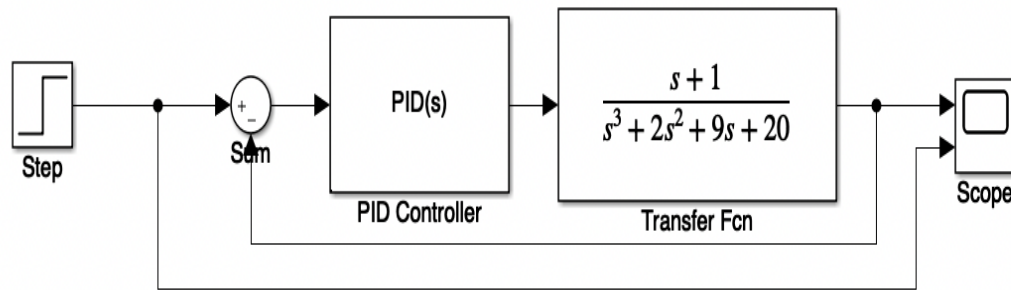 Step
+
−
Sum
PID(s)
PID Controller
s + 1
s³ + 2s² + 9s + 20
Transfer Fcn
Scope